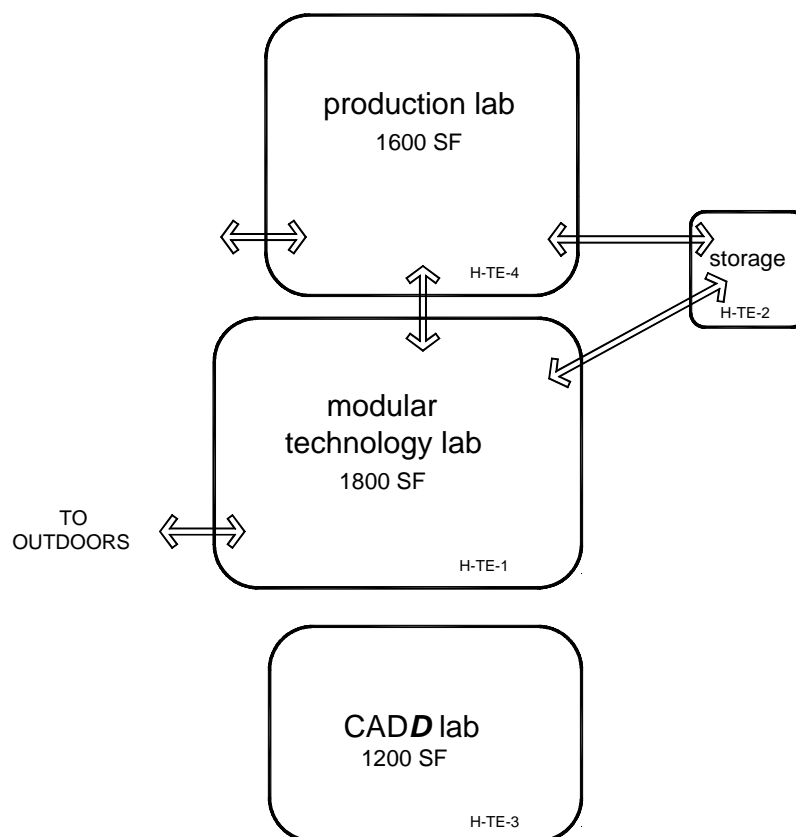 production lab
1600 SF
H-TE-4
storage
H-TE-2
modular
technology lab
1800 SF
TO
OUTDOORS
H-TE-1
CADD lab
1200 SF
H-TE-3